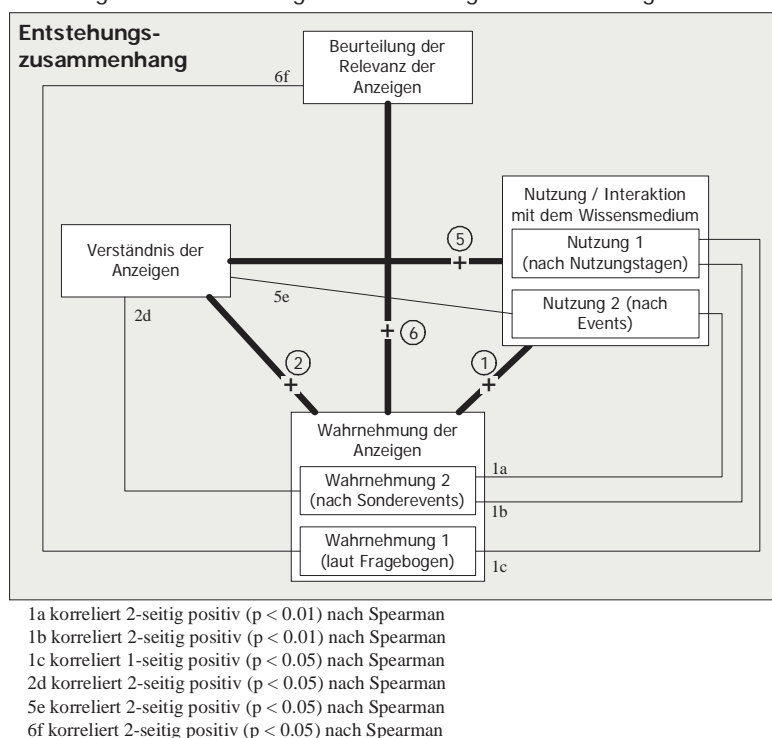 Entstehungs-
zusammenhang
Beurteilung der
Relevanz der
Anzeigen
6f
Nutzung / Interaktion
mit dem Wissensmedium
Nutzung 1
(nach Nutzungstagen)
Nutzung 2 (nach
Events)
Verständnis der
Anzeigen
5
+
5e
2d
+ 6
2
+
1
+
Wahrnehmung der
Anzeigen
Wahrnehmung 2
(nach Sonderevents)
Wahrnehmung 1
(laut Fragebogen)
1a
1b
1c
1a korreliert 2-seitig positiv (p < 0.01) nach Spearman
1b korreliert 2-seitig positiv (p < 0.01) nach Spearman
1c korreliert 1-seitig positiv (p < 0.05) nach Spearman
2d korreliert 2-seitig positiv (p < 0.05) nach Spearman
5e korreliert 2-seitig positiv (p < 0.05) nach Spearman
6f korreliert 2-seitig positiv (p < 0.05) nach Spearman